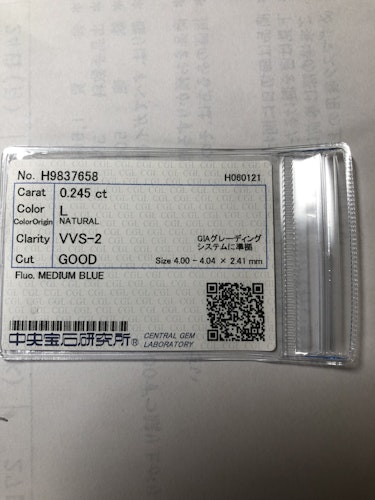 No. H9837658 H060121
Carat 0.245 ct
Color L
ColorOrigin NATURAL
Clarity VVS-2 GIAグレーディング
システムに準拠
Cut GOOD Size 4.00 - 4.04 × 2.41 mm
Fluo. MEDIUM BLUE
中央宝石研究所® CENTRAL GEM
LABORATORY